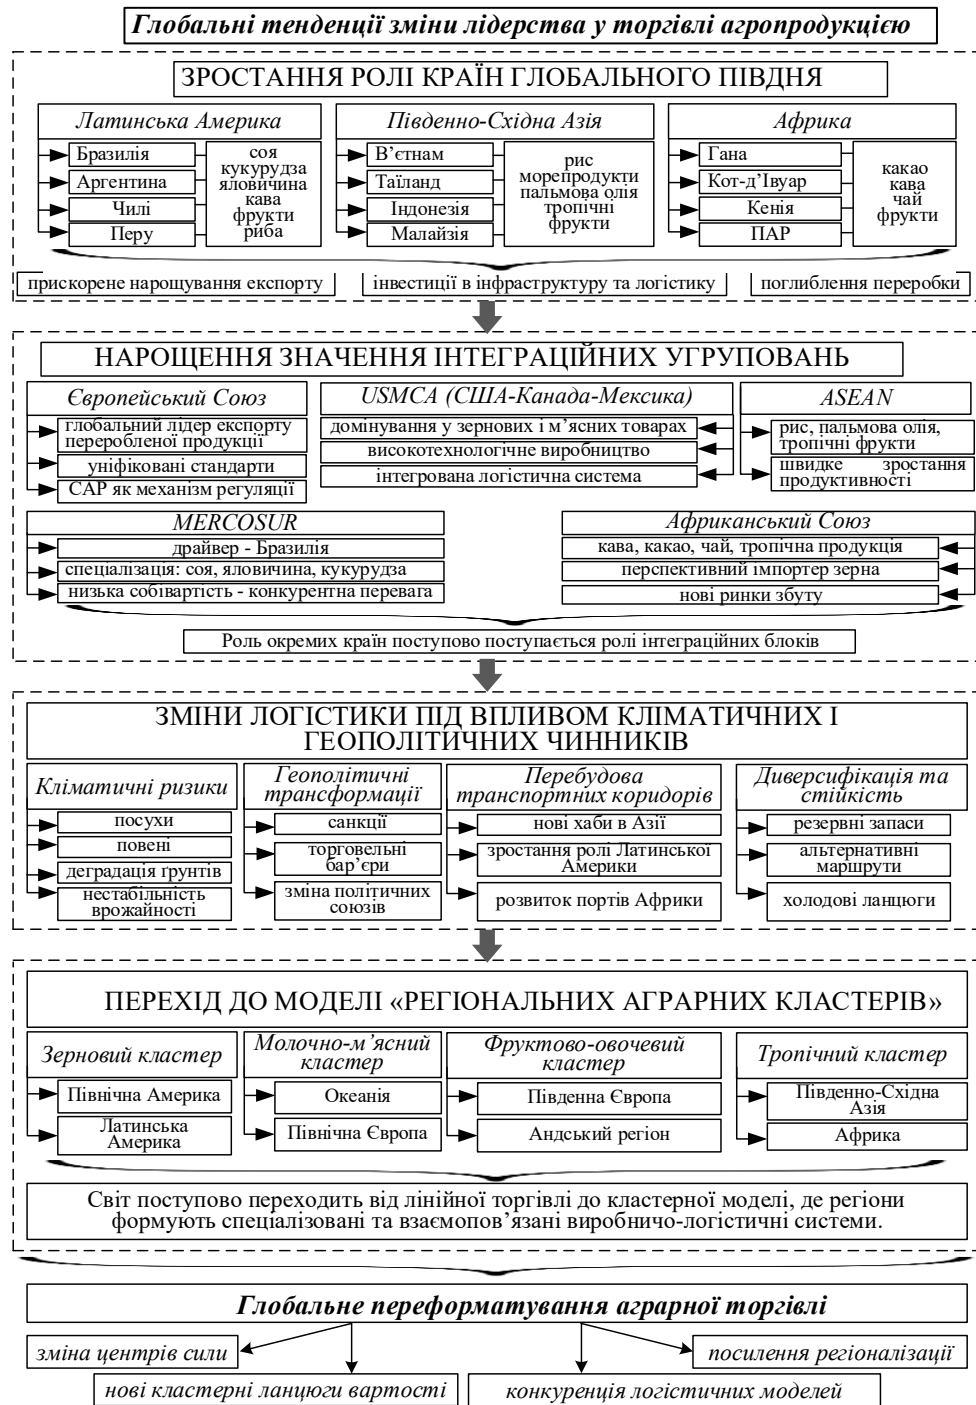 Глобальні тенденції зміни лідерства у торгівлі агропродукцією
ЗРОСТАННЯ РОЛІ КРАЇН ГЛОБАЛЬНОГО ПІВДНЯ
Латинська Америка
Бразилія
Аргентина
Чилі
Перу
соя
кукурудза
яловичина
кава
фрукти
риба
Південно-Східна Азія
В’єтнам
Таїланд
Індонезія
Малайзія
рис
морепродукти
пальмова олія
тропічні
фрукти
Африка
Гана
Кот-д’Івуар
Кенія
ПАР
какао
кава
чай
фрукти
прискорене нарощування експорту
інвестиції в інфраструктуру та логістику
поглиблення переробки
НАРОЩЕННЯ ЗНАЧЕННЯ ІНТЕГРАЦІЙНИХ УГРУПОВАНЬ
Європейський Союз
глобальний лідер експорту
переробленої продукції
уніфіковані стандарти
САР як механізм регуляції
USMCA (США-Канада-Мексика)
домінування у зернових і м’ясних товарах
високотехнологічне виробництво
інтегрована логістична система
ASEAN
рис, пальмова олія,
тропічні фрукти
швидке зростання
продуктивності
MERCOSUR
драйвер - Бразилія
спеціалізація: соя, яловичина, кукурудза
низька собівартість - конкурентна перевага
Африканський Союз
кава, какао, чай, тропічна продукція
перспективний імпортер зерна
нові ринки збуту
Роль окремих країн поступово поступається ролі інтеграційних блоків
ЗМІНИ ЛОГІСТИКИ ПІД ВПЛИВОМ КЛІМАТИЧНИХ І
ГЕОПОЛІТИЧНИХ ЧИННИКІВ
Кліматичні ризики
посухи
повені
деградація ґрунтів
нестабільність
врожайності
Геополітичні
трансформації
санкції
торговельні
бар’єри
зміна політичних
союзів
Перебудова
транспортних коридорів
нові хаби в Азії
зростання ролі Латинської
Америки
розвиток портів Африки
Диверсифікація та
стійкість
резервні запаси
альтернативні
маршрути
холодові ланцюги
ПЕРЕХІД ДО МОДЕЛІ «РЕГІОНАЛЬНИХ АГРАРНИХ КЛАСТЕРІВ»
Зерновий кластер
Північна Америка
Латинська
Америка
Молочно-м’ясний
кластер
Океанія
Північна Європа
Фруктово-овочевий
кластер
Південна Європа
Андський регіон
Тропічний кластер
Південно-Східна
Азія
Африка
Світ поступово переходить від лінійної торгівлі до кластерної моделі, де регіони
формують спеціалізовані та взаємопов’язані виробничо-логістичні системи.
Глобальне переформатування аграрної торгівлі
зміна центрів сили
посилення регіоналізації
нові кластерні ланцюги вартості
конкуренція логістичних моделей